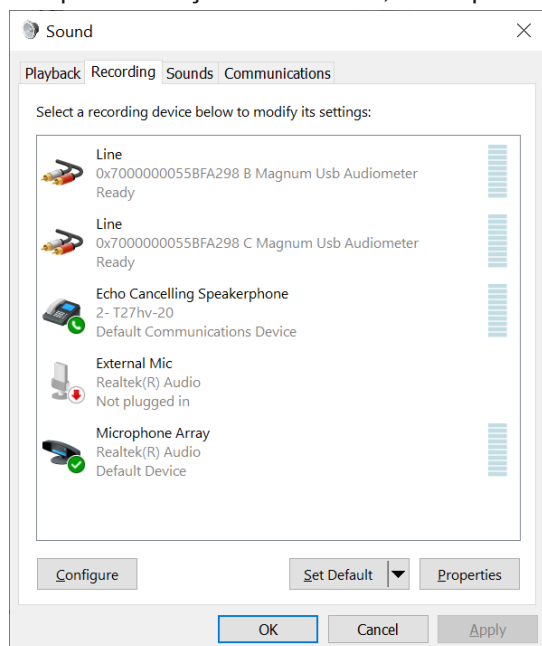 Sound
Playback Recording Sounds Communications
Select a recording device below to modify its settings:
Line
0x7000000055BFA298 B Magnum Usb Audiometer
Ready
Line
0x7000000055BFA298 C Magnum Usb Audiometer
Ready
Echo Cancelling Speakerphone
2- T27hv-20
Default Communications Device
External Mic
Realtek(R) Audio
Not plugged in
Microphone Array
Realtek(R) Audio
Default Device
Configure Set Default Properties
OK Cancel Apply